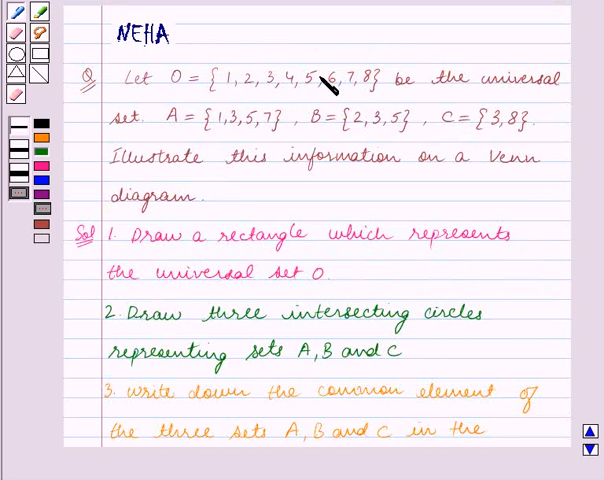 NEHA
Q Let O = { 1, 2, 3, 4, 5, 6, 7, 8} be the universal
set. A = {1,3,5,7} , B = {2,3,5} , C = {3,8}.
Illustrate this information on a Venn
diagram.
Sol 1. Draw a rectangle which represents
the universal set O.
2. Draw three intersecting circles
representing sets A, B and C
3. Write down the common element of
the three sets A, B and C in the